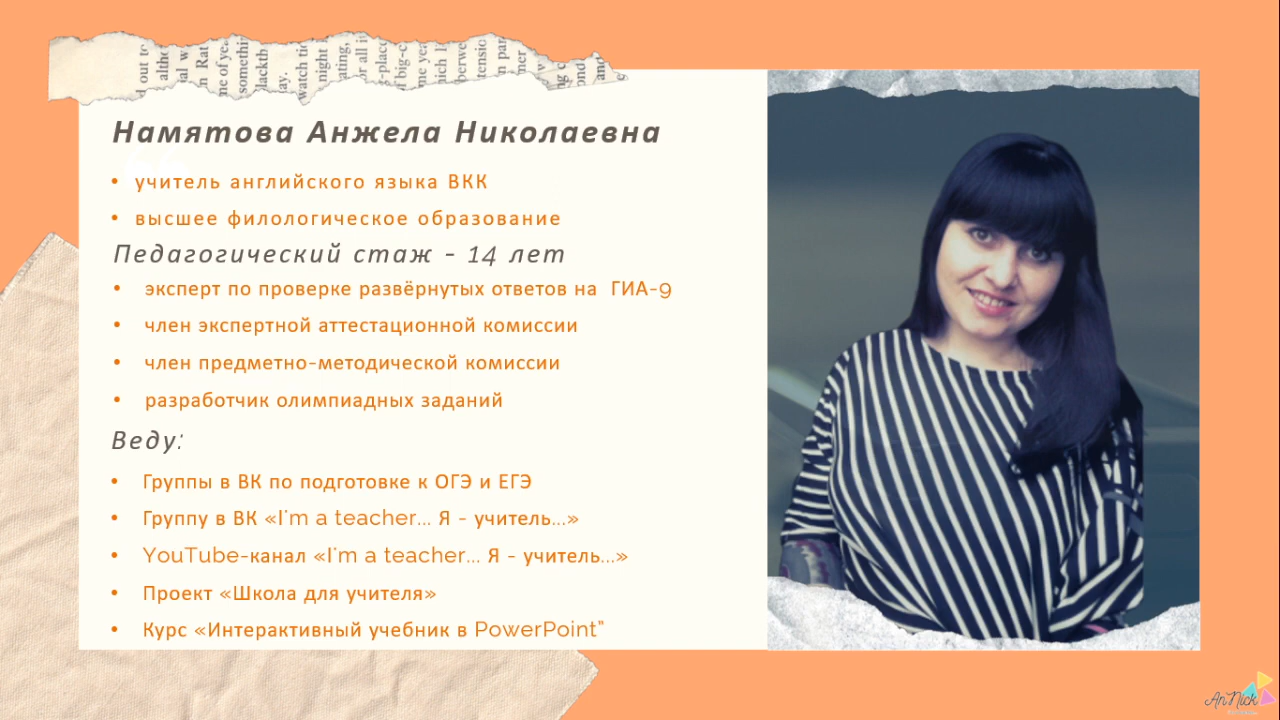 Намятова Анжела Николаевна
• учитель английского языка ВКК
• высшее филологическое образование
Педагогический стаж - 14 лет
• эксперт по проверке развёрнутых ответов на ГИА-9
• член экспертной аттестационной комиссии
• член предметно-методической комиссии
• разработчик олимпиадных заданий
Веду:
• Группы в ВК по подготовке к ОГЭ и ЕГЭ
• Группу в ВК «I'm a teacher... Я - учитель...»
• YouTube-канал «I'm a teacher... Я - учитель...»
• Проект «Школа для учителя»
• Курс «Интерактивный учебник в PowerPoint"
AnNick